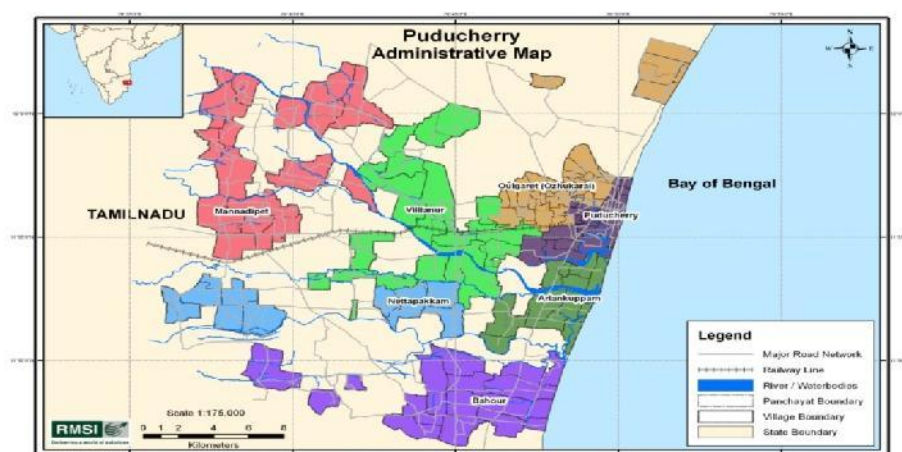 Puducherry
Administrative Map
Oulgaret (Ozhukarai)
Bay of Bengal
Puducherry
TAMILNADU
Mannadipet
Villianur
Nettapakkam
Ariankuppam
Bahour
Legend
Major Road Network
Railway Line
River / Waterbodies
Panchayat Boundary
Village Boundary
State Boundary
Scale 1:175,000
0 1 2 4 6 8
Kilometers
RMSI
N
W E
S